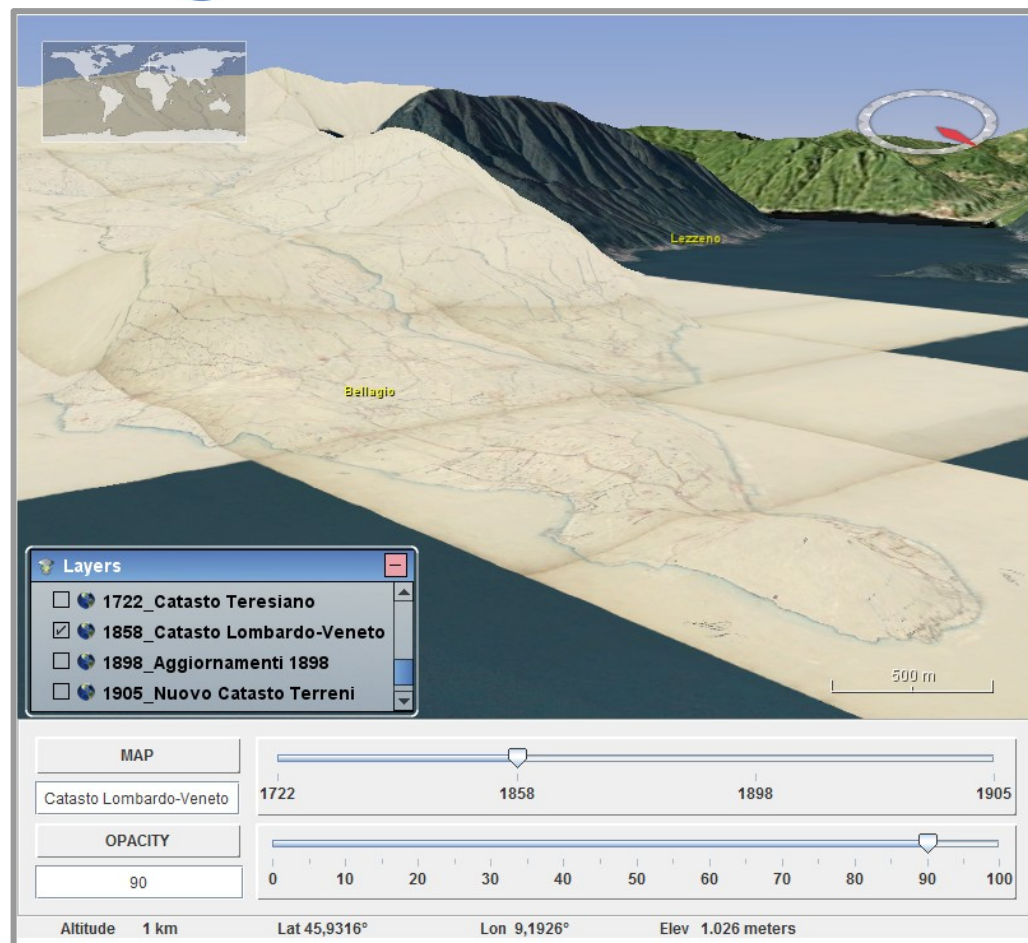 Lezzeno
Bellagio
500 m
Layers
1722_Catasto Teresiano
1858_Catasto Lombardo-Veneto
1898_Aggiornamenti 1898
1905_Nuovo Catasto Terreni
MAP
Catasto Lombardo-Veneto
1722 1858 1898 1905
OPACITY
90
0 10 20 30 40 50 60 70 80 90 100
Altitude 1 km Lat 45,9316° Lon 9,1926° Elev 1.026 meters